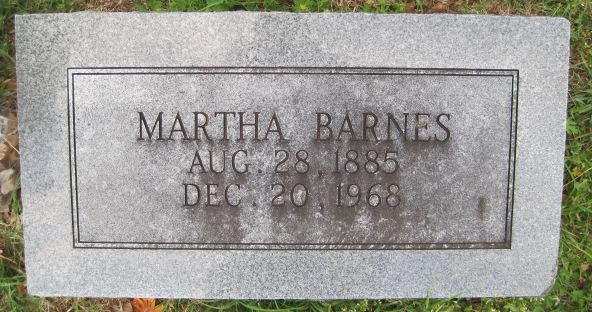 MARTHA BARNES
AUG. 28, 1885
DEC. 20, 1968